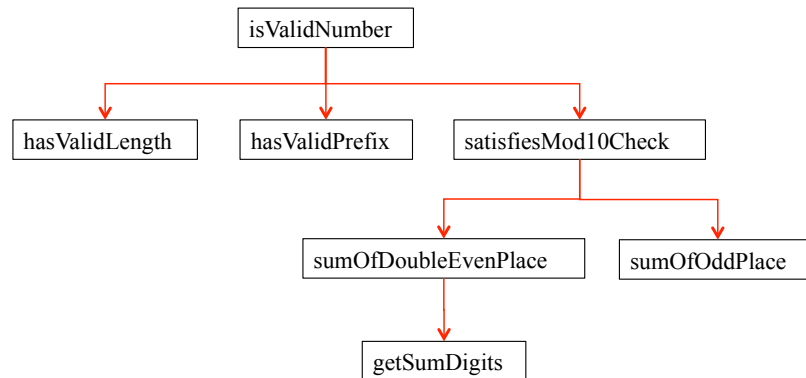 isValidNumber
hasValidLength
hasValidPrefix
satisfiesMod10Check
sumOfDoubleEvenPlace
sumOfOddPlace
getSumDigits